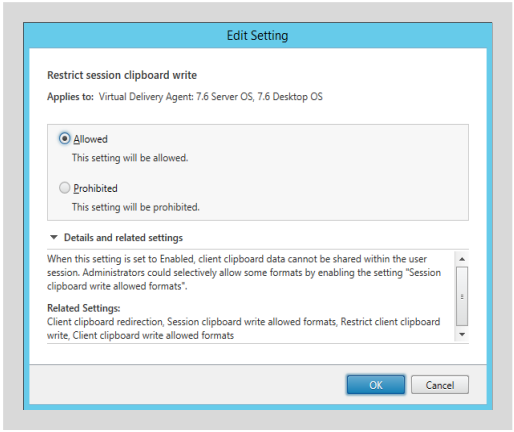 Edit Setting
Restrict session clipboard write
Applies to: Virtual Delivery Agent: 7.6 Server OS, 7.6 Desktop OS
Allowed
This setting will be allowed.
Prohibited
This setting will be prohibited.
Details and related settings
When this setting is set to Enabled, client clipboard data cannot be shared within the user
session. Administrators could selectively allow some formats by enabling the setting "Session
clipboard write allowed formats".
Related Settings:
Client clipboard redirection, Session clipboard write allowed formats, Restrict client clipboard
write, Client clipboard write allowed formats
OK
Cancel